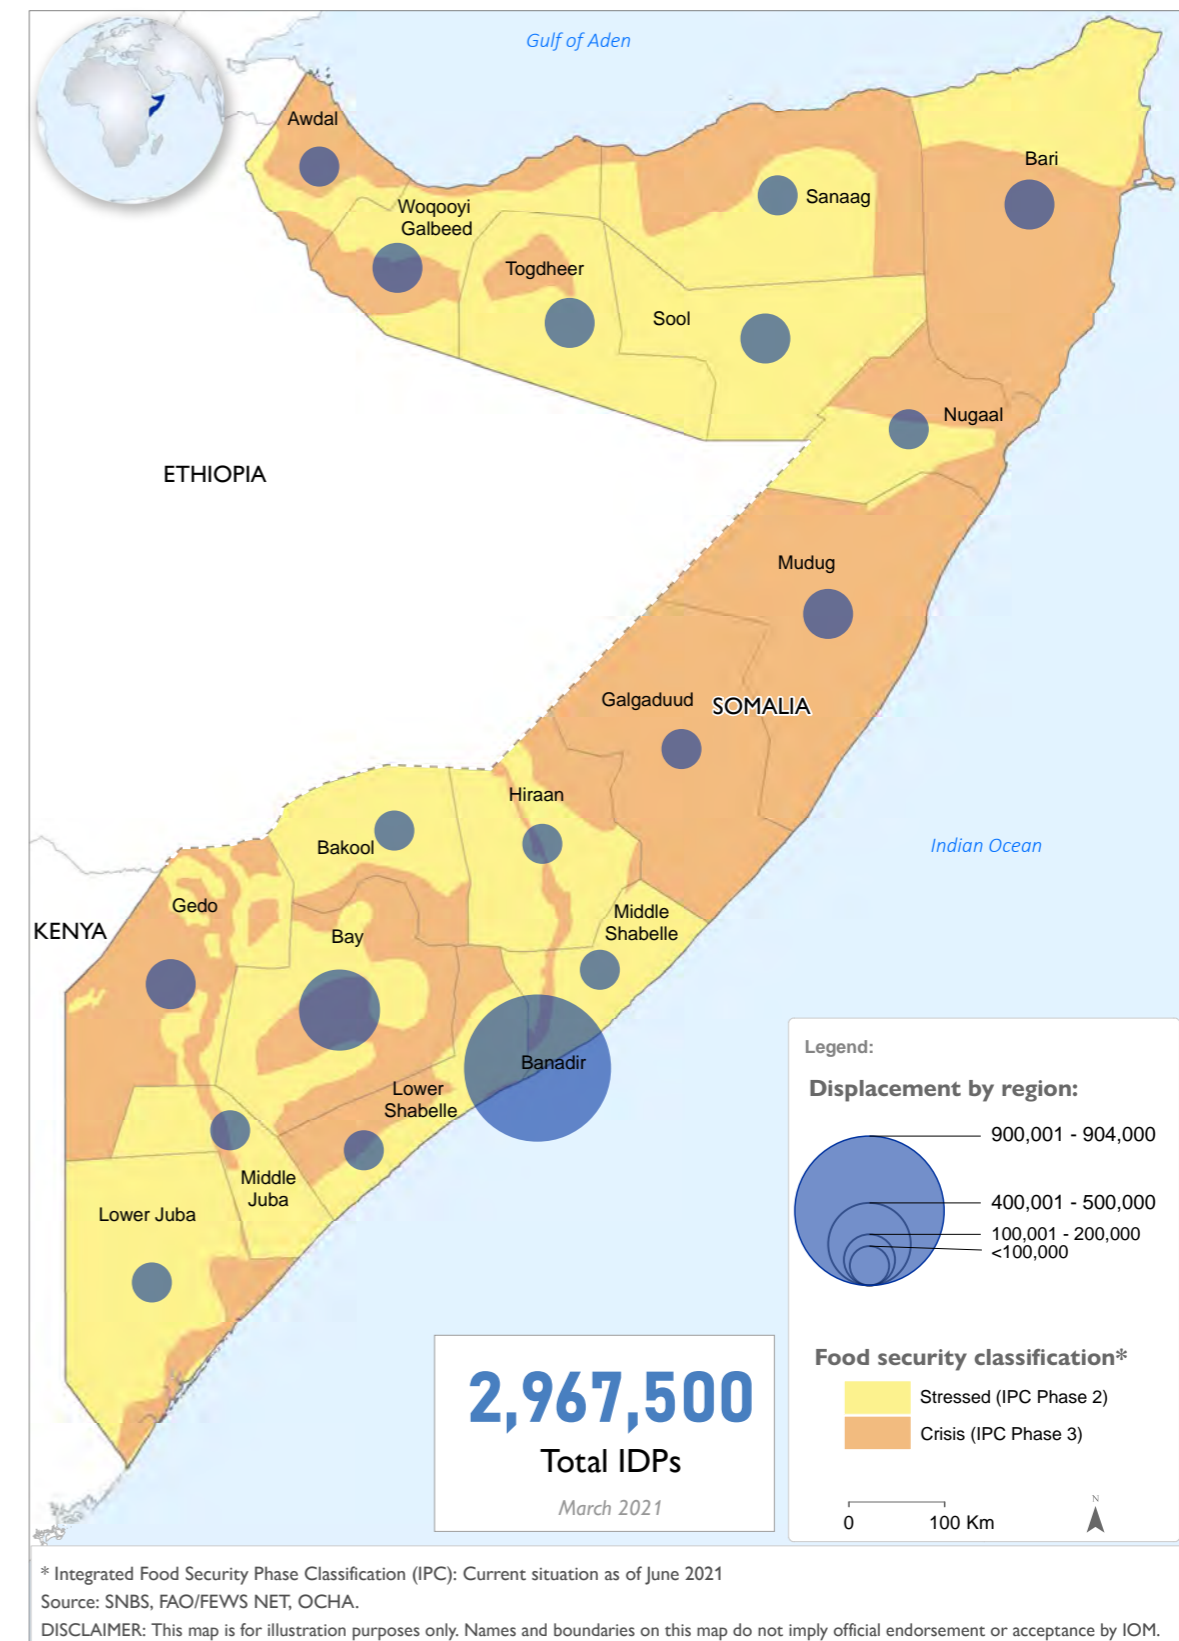 Gulf of Aden
Awdal
Bari
Woqooyi
Galbeed
Sanaag
Togdheer
Sool
Nugaal
ETHIOPIA
Mudug
Galgaduud
SOMALIA
Hiraan
Bakool
Indian Ocean
Gedo
Middle
Shabelle
KENYA
Bay
Banadir
Lower
Shabelle
Middle
Juba
Lower Juba
Legend:
Displacement by region:
900,001 - 904,000
400,001 - 500,000
100,001 - 200,000
<100,000
Food security classification*
Stressed (IPC Phase 2)
Crisis (IPC Phase 3)
N
0 100 Km
2,967,500
Total IDPs
March 2021
* Integrated Food Security Phase Classification (IPC): Current situation as of June 2021
Source: SNBS, FAO/FEWS NET, OCHA.
DISCLAIMER: This map is for illustration purposes only. Names and boundaries on this map do not imply official endorsement or acceptance by IOM.